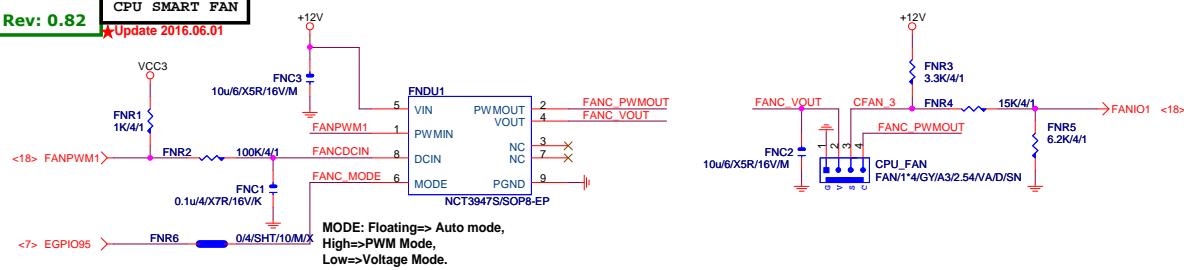 CPU SMART FAN
Rev: 0.82
★Update 2016.06.01
+12V
+12V
VCC3
FNC3
10u/6/X5R/16V/M
FNDU1
FNR3
3.3K/4/1
FNR1
1K/4/1
5 VIN
PWMOUT 2 FANC_PWMOUT
VOUT 4 FANC_VOUT
FANC_VOUT
CFAN_3
FNR4
15K/4/1
FANIO1 <18>
FANPWM1 1 PWMIN
FANC_PWMOUT
FNR5
6.2K/4/1
NC 3
NC 7
<18> FANPWM1
FNR2
100K/4/1
FANCDCIN 8 DCIN
1 2 3 4
FNC2
10u/6/X5R/16V/M
CPU_FAN
FAN/1*4/GY/A3/2.54/VA/D/SN
G V S C
FNC1
0.1u/4/X7R/16V/K
FANC_MODE 6 MODE
PGND 9
NCT3947S/SOP8-EP
<7> EGPIO95
FNR6
0/4/SHT/10/M/X
MODE: Floating=> Auto mode,
High=>PWM Mode,
Low=>Voltage Mode.